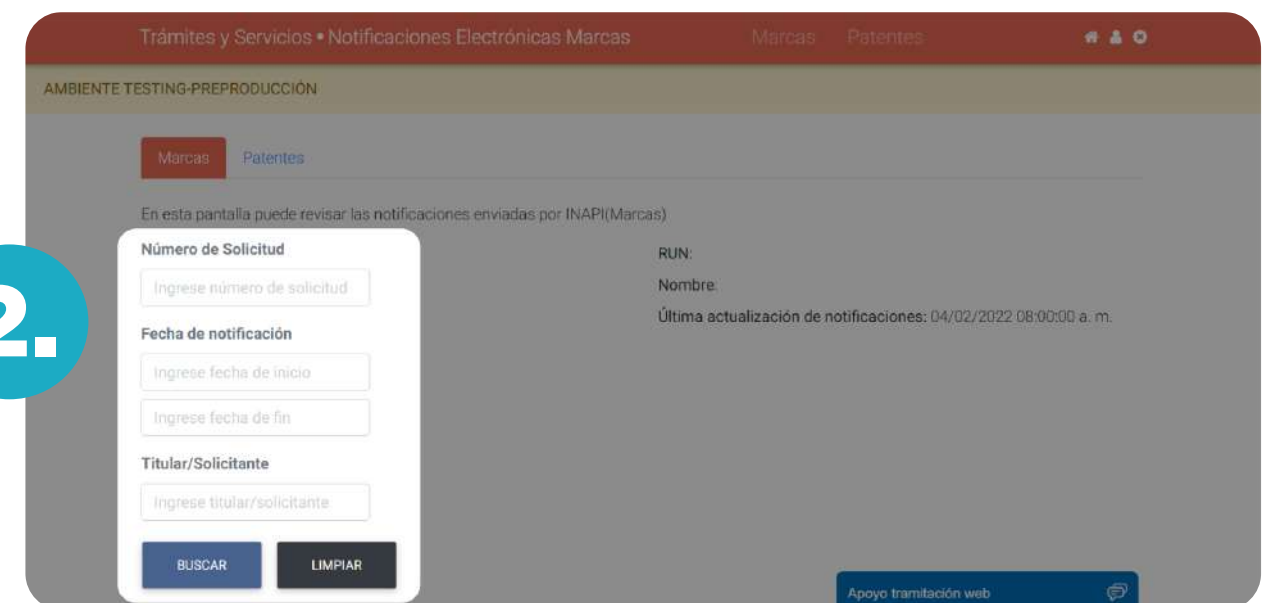 Trámites y Servicios • Notificaciones Electrónicas Marcas Marcas Patentes
AMBIENTE TESTING-PREPRODUCCIÓN
Marcas Patentes
En esta pantalla puede revisar las notificaciones enviadas por INAPI(Marcas)
2.
Número de Solicitud
Ingrese número de solicitud
Fecha de notificación
Ingrese fecha de inicio
Ingrese fecha de fin
Titular/Solicitante
Ingrese titular/solicitante
BUSCAR LIMPIAR
RUN:
Nombre:
Última actualización de notificaciones: 04/02/2022 08:00:00 a. m.
Apoyo tramitación web